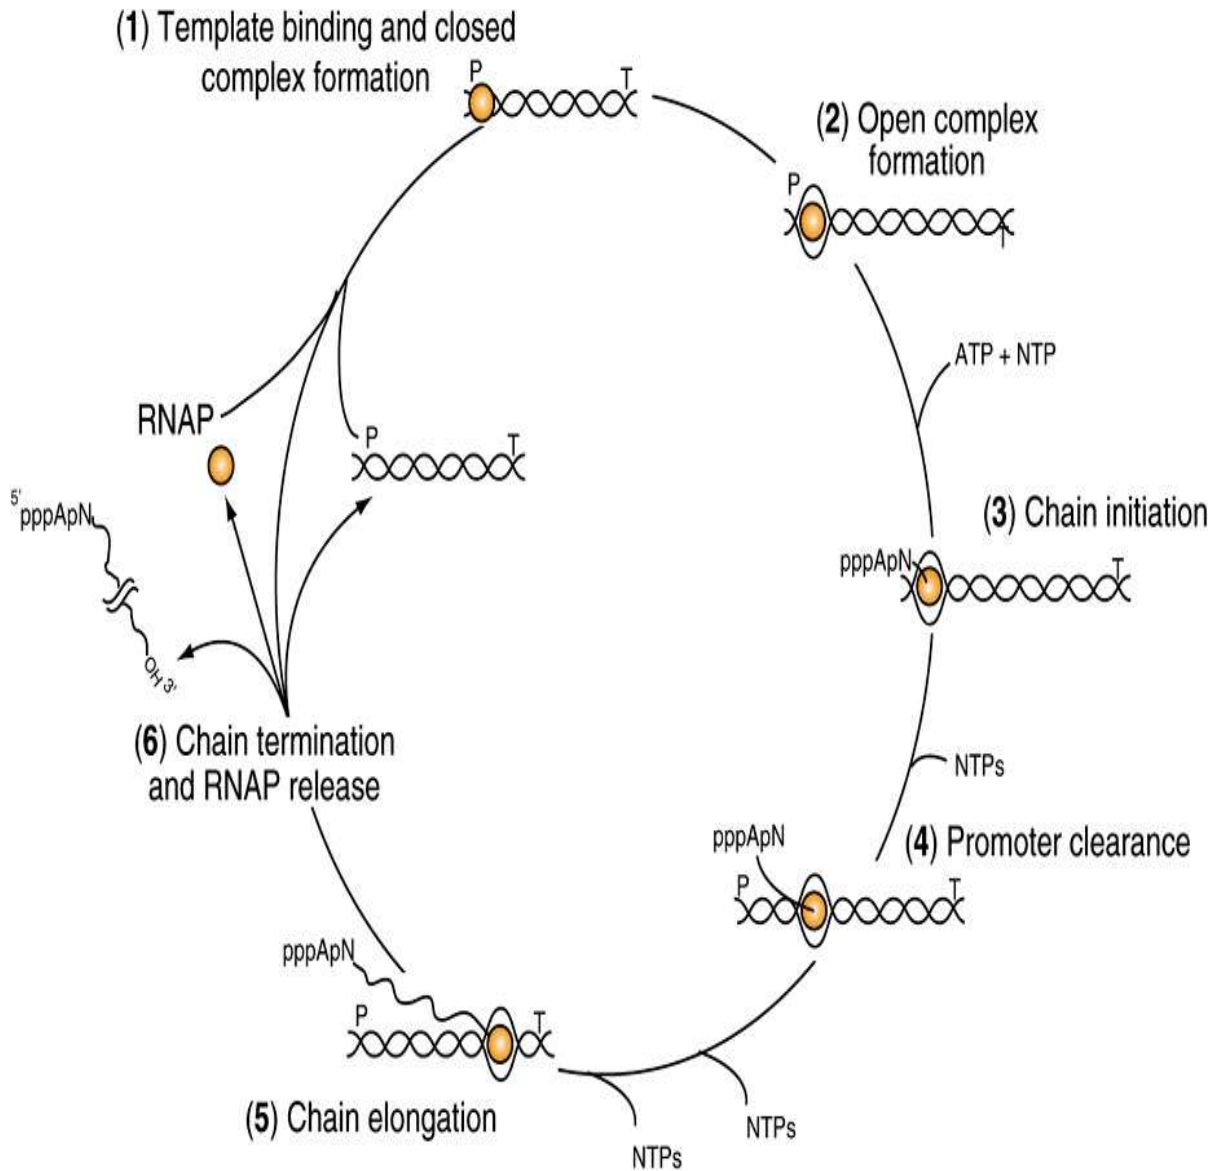 (1) Template binding and closed
complex formation
P
T
(2) Open complex
formation
P
T
ATP + NTP
RNAP
P
T
5'
pppApN
OH 3'
(3) Chain initiation
pppApN
T
(6) Chain termination
and RNAP release
NTPs
(4) Promoter clearance
pppApN
P
T
pppApN
P
T
(5) Chain elongation
NTPs
NTPs